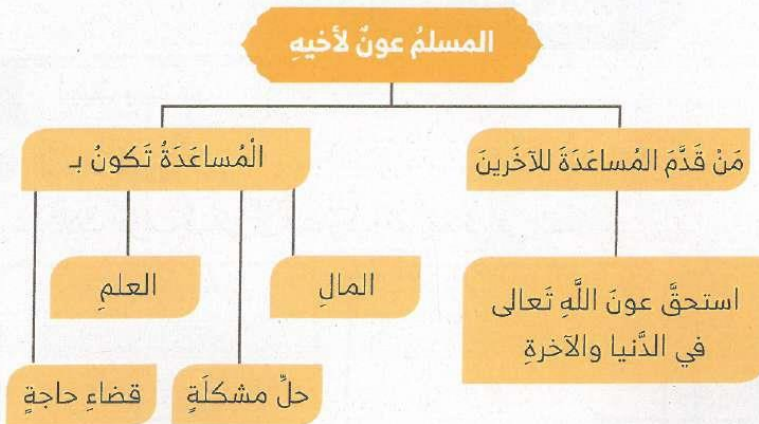 المسلمُ عونٌ لأخيهِ
مَنْ قَدَّمَ المُساعَدَةَ للآخَرينَ
الْمُساعَدَةُ تَكونُ بـ
استحقَّ عونَ اللَّهِ تَعالى
في الدَّنيا والآخرةِ
المالِ
العلمِ
حلِّ مشكلَةٍ
قضاءِ حاجةٍ